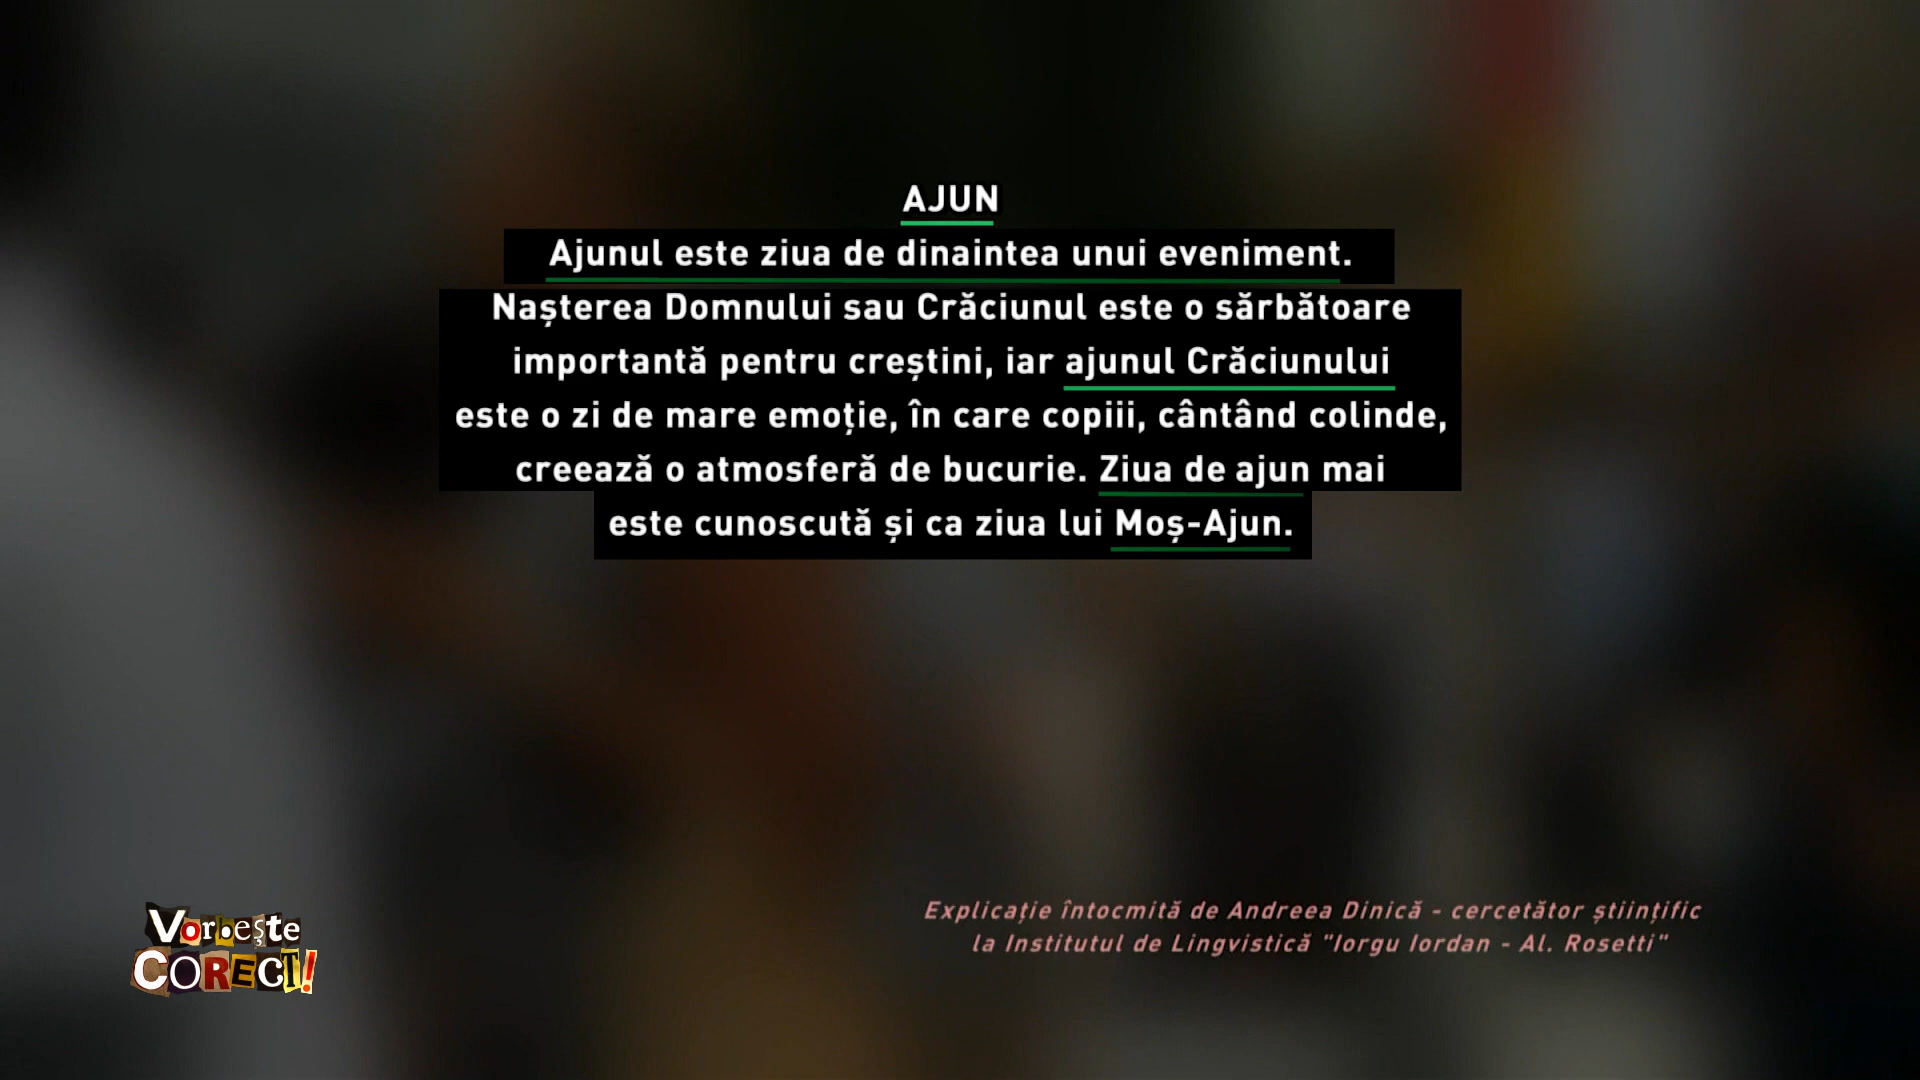 AJUN
Ajunul este ziua de dinaintea unui eveniment.
Nașterea Domnului sau Crăciunul este o sărbătoare
importantă pentru creștini, iar ajunul Crăciunului
este o zi de mare emoție, în care copiii, cântând colinde,
creează o atmosferă de bucurie. Ziua de ajun mai
este cunoscută și ca ziua lui Moș-Ajun.
Explicație întocmită de Andreea Dinică - cercetător științific
la Institutul de Lingvistică "Iorgu Iordan - Al. Rosetti"
Vorbește
CORECT!